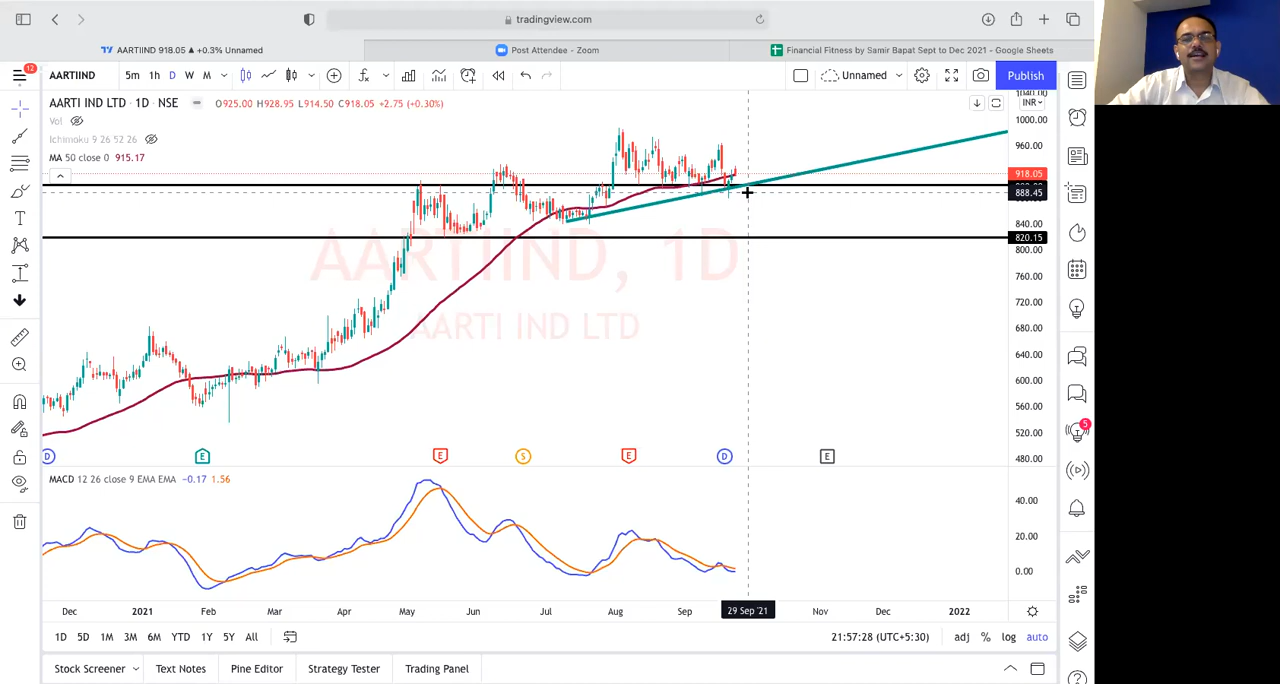 tradingview.com
AARTIIND 918.05 ▲ +0.3% Unnamed
Post Attendee - Zoom
Financial Fitness by Samir Bapat Sept to Dec 2021 - Google Sheets
12
AARTIIND
5m 1h D W M
Unnamed
Publish
AARTI IND LTD · 1D · NSE
O925.00 H928.95 L914.50 C918.05 +2.75 (+0.30%)
Vol
Ichimoku 9 26 52 26
MA 50 close 0 915.17
INR
1040.00
1000.00
960.00
918.05
888.45
840.00
820.15
800.00
760.00
720.00
680.00
640.00
600.00
560.00
520.00
480.00
AARTIIND, 1D
AARTI IND LTD
D E E S E D E
5
MACD 12 26 close 9 EMA EMA −0.17 1.56
40.00
20.00
0.00
Dec 2021 Feb Mar Apr May Jun Jul Aug Sep 29 Sep '21 Nov Dec 2022
1D 5D 1M 3M 6M YTD 1Y 5Y All
21:57:28 (UTC+5:30) adj % log auto
Stock Screener Text Notes Pine Editor Strategy Tester Trading Panel